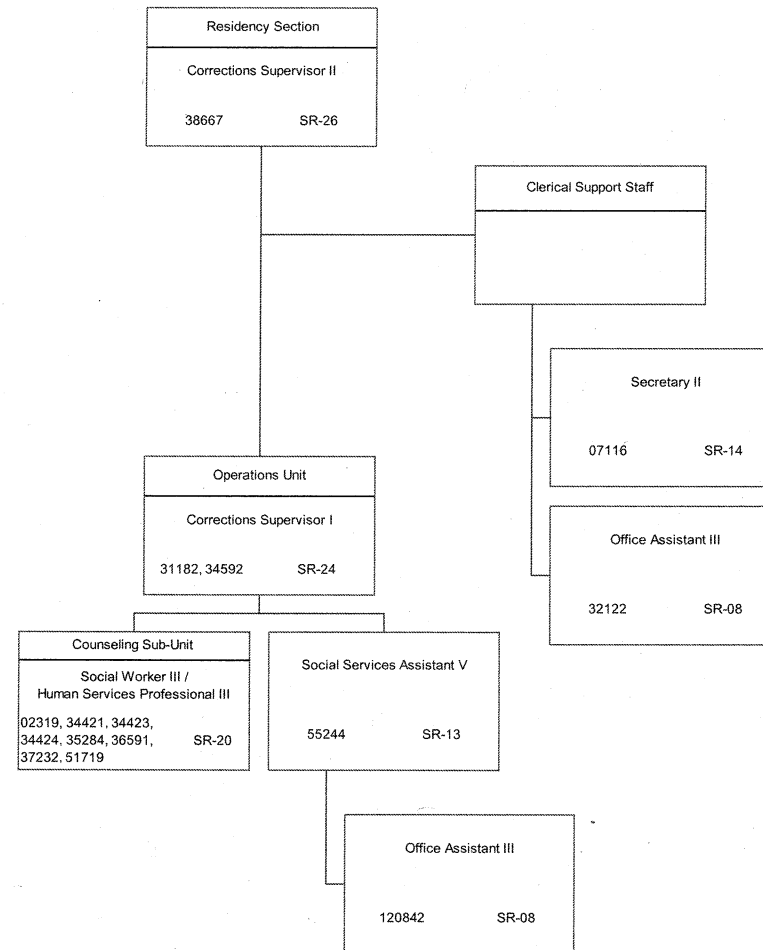 Residency Section
Corrections Supervisor II
38667 SR-26
Clerical Support Staff
Secretary II
07116 SR-14
Office Assistant III
32122 SR-08
Operations Unit
Corrections Supervisor I
31182, 34592 SR-24
Counseling Sub-Unit
Social Worker III /
Human Services Professional III
02319, 34421, 34423,
34424, 35284, 36591, SR-20
37232, 51719
Social Services Assistant V
55244 SR-13
Office Assistant III
120842 SR-08